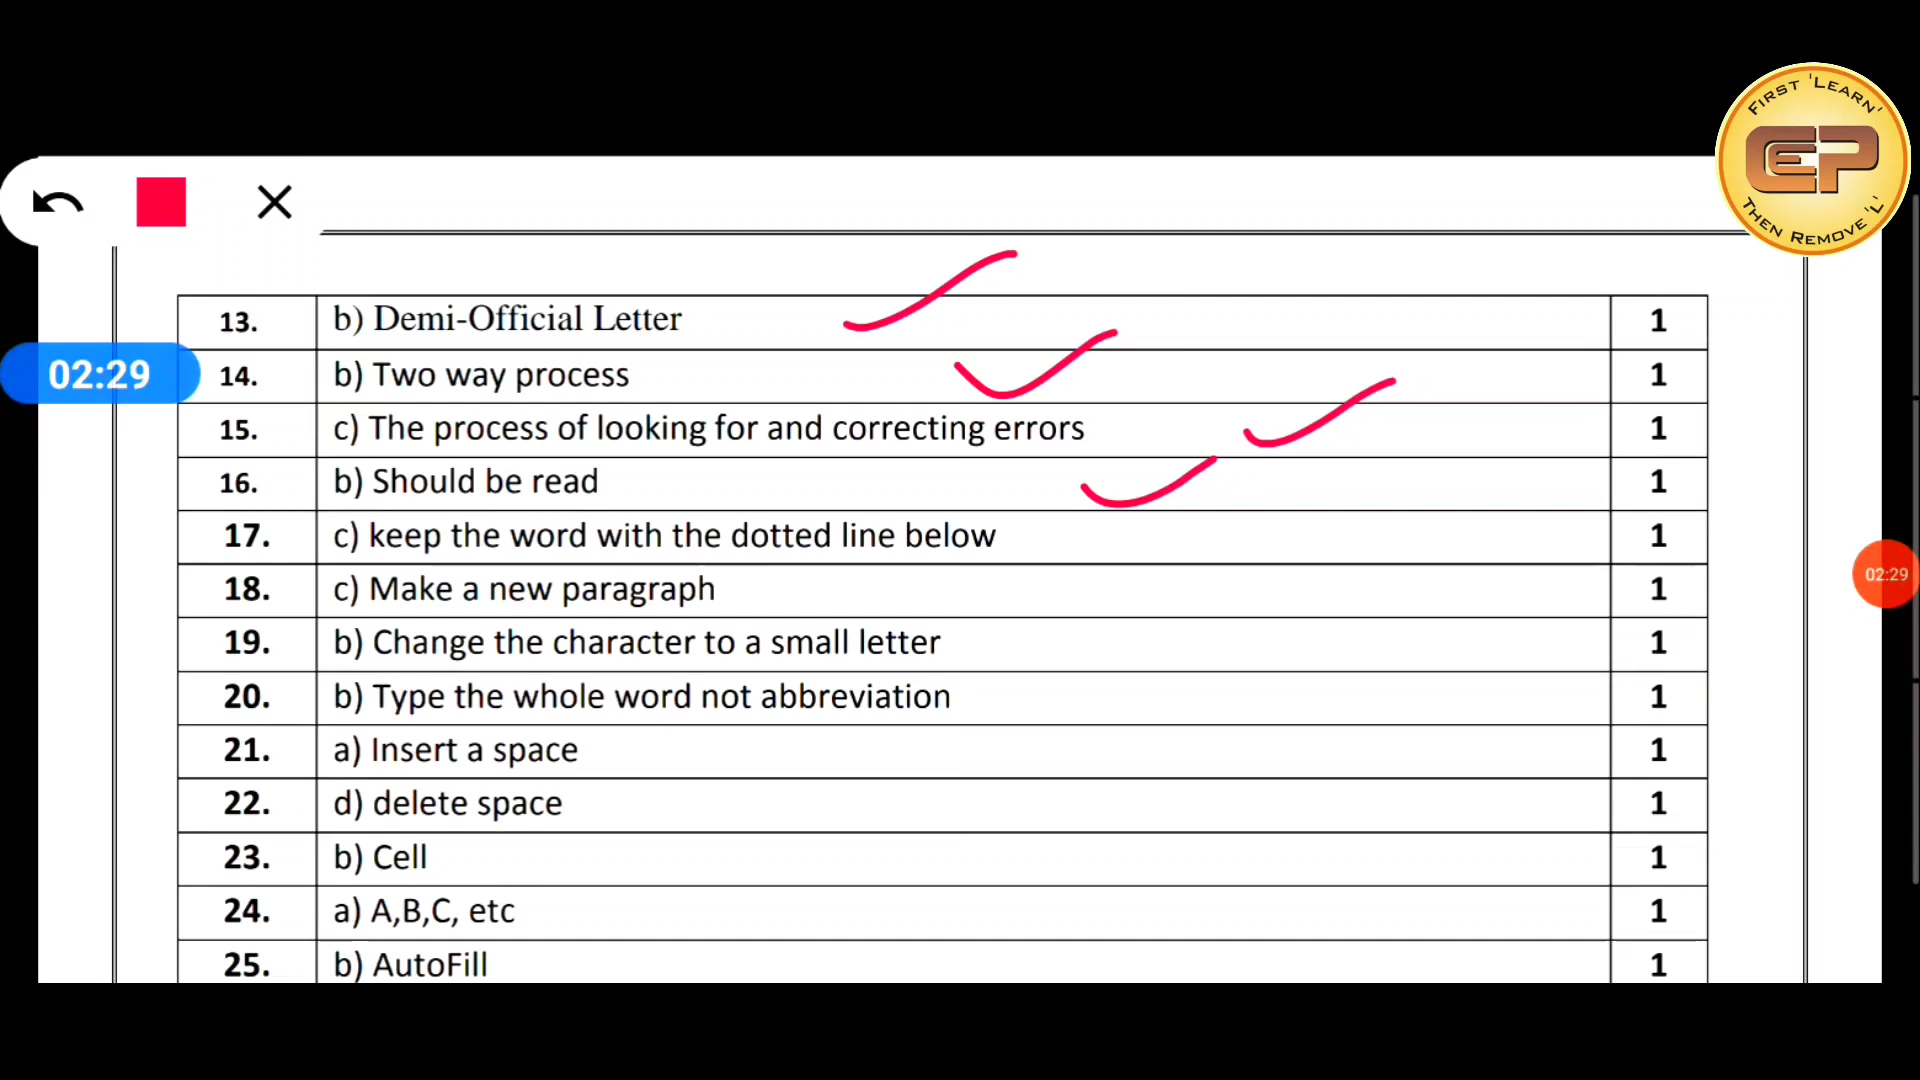 FIRST 'LEARN'
EP
THEN REMOVE 'L'
13. b) Demi-Official Letter 1
02:29
14. b) Two way process 1
15. c) The process of looking for and correcting errors 1
16. b) Should be read 1
17. c) keep the word with the dotted line below 1
02:29
18. c) Make a new paragraph 1
19. b) Change the character to a small letter 1
20. b) Type the whole word not abbreviation 1
21. a) Insert a space 1
22. d) delete space 1
23. b) Cell 1
24. a) A,B,C, etc 1
25. b) AutoFill 1